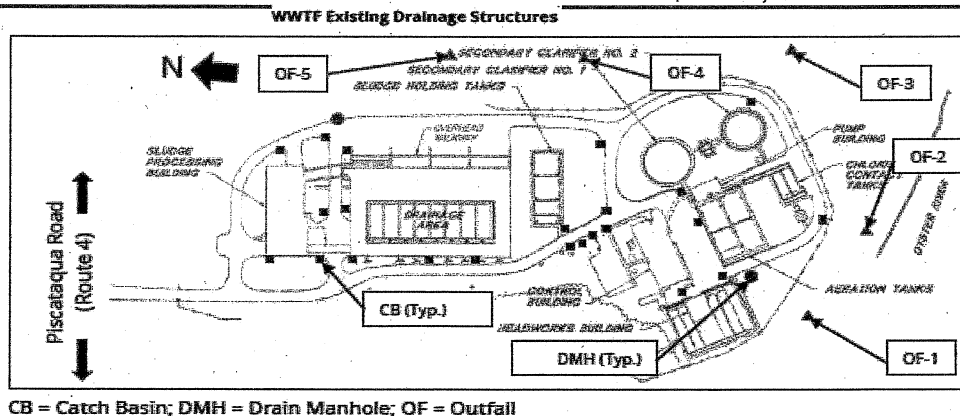 WWTF Existing Drainage Structures
N
OF-5
SECONDARY CLARIFIER NO. 2
SECONDARY CLARIFIER NO. 1
SLUDGE HOLDING TANKS
OF-4
OF-3
OVERHEAD
WALKWAY
PUMP
BUILDING
SLUDGE
PROCESSING
BUILDING
CHLORINE
CONTACT
TANKS
OF-2
Piscataqua Road
(Route 4)
DRAINAGE
AREA
OYSTER RIVER
CONTROL
BUILDING
AERATION TANKS
CB (Typ.)
HEADWORKS BUILDING
DMH (Typ.)
OF-1
CB = Catch Basin; DMH = Drain Manhole; OF = Outfall